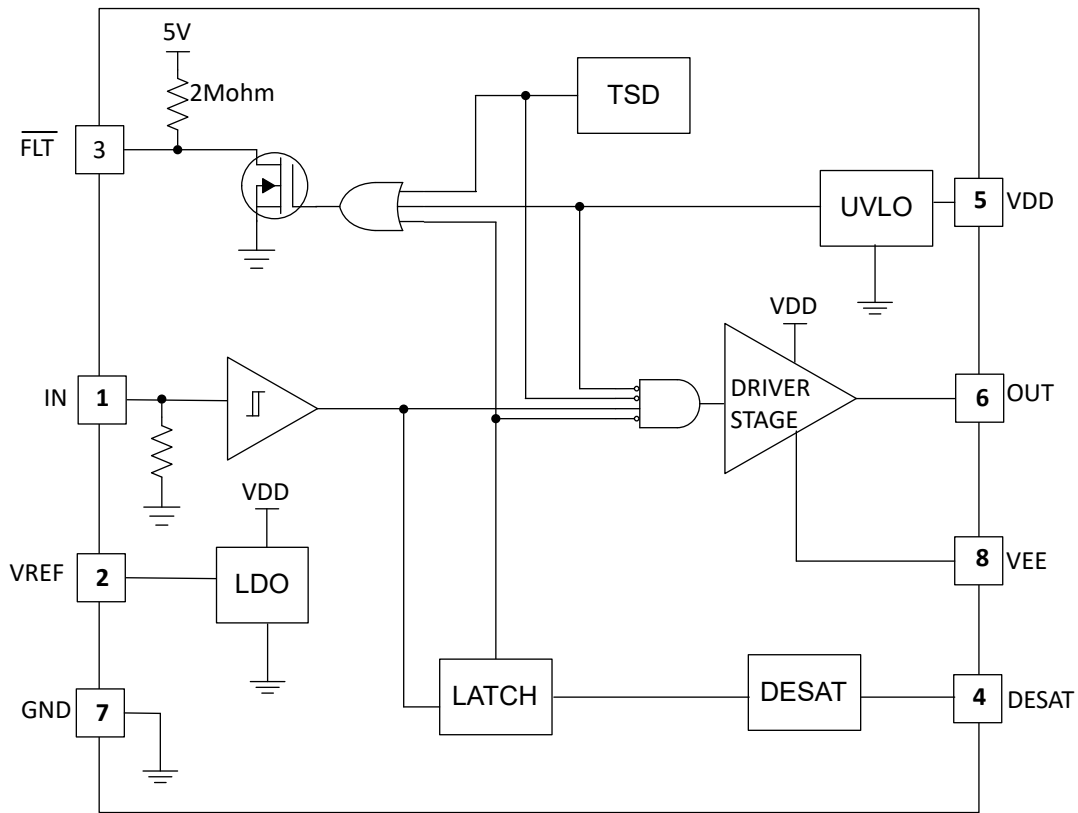 5V
2Mohm
TSD
FLT
3
UVLO
5
VDD
VDD
IN
1
DRIVER
STAGE
6
OUT
VDD
VREF
2
LDO
8
VEE
GND
7
LATCH
DESAT
4
DESAT